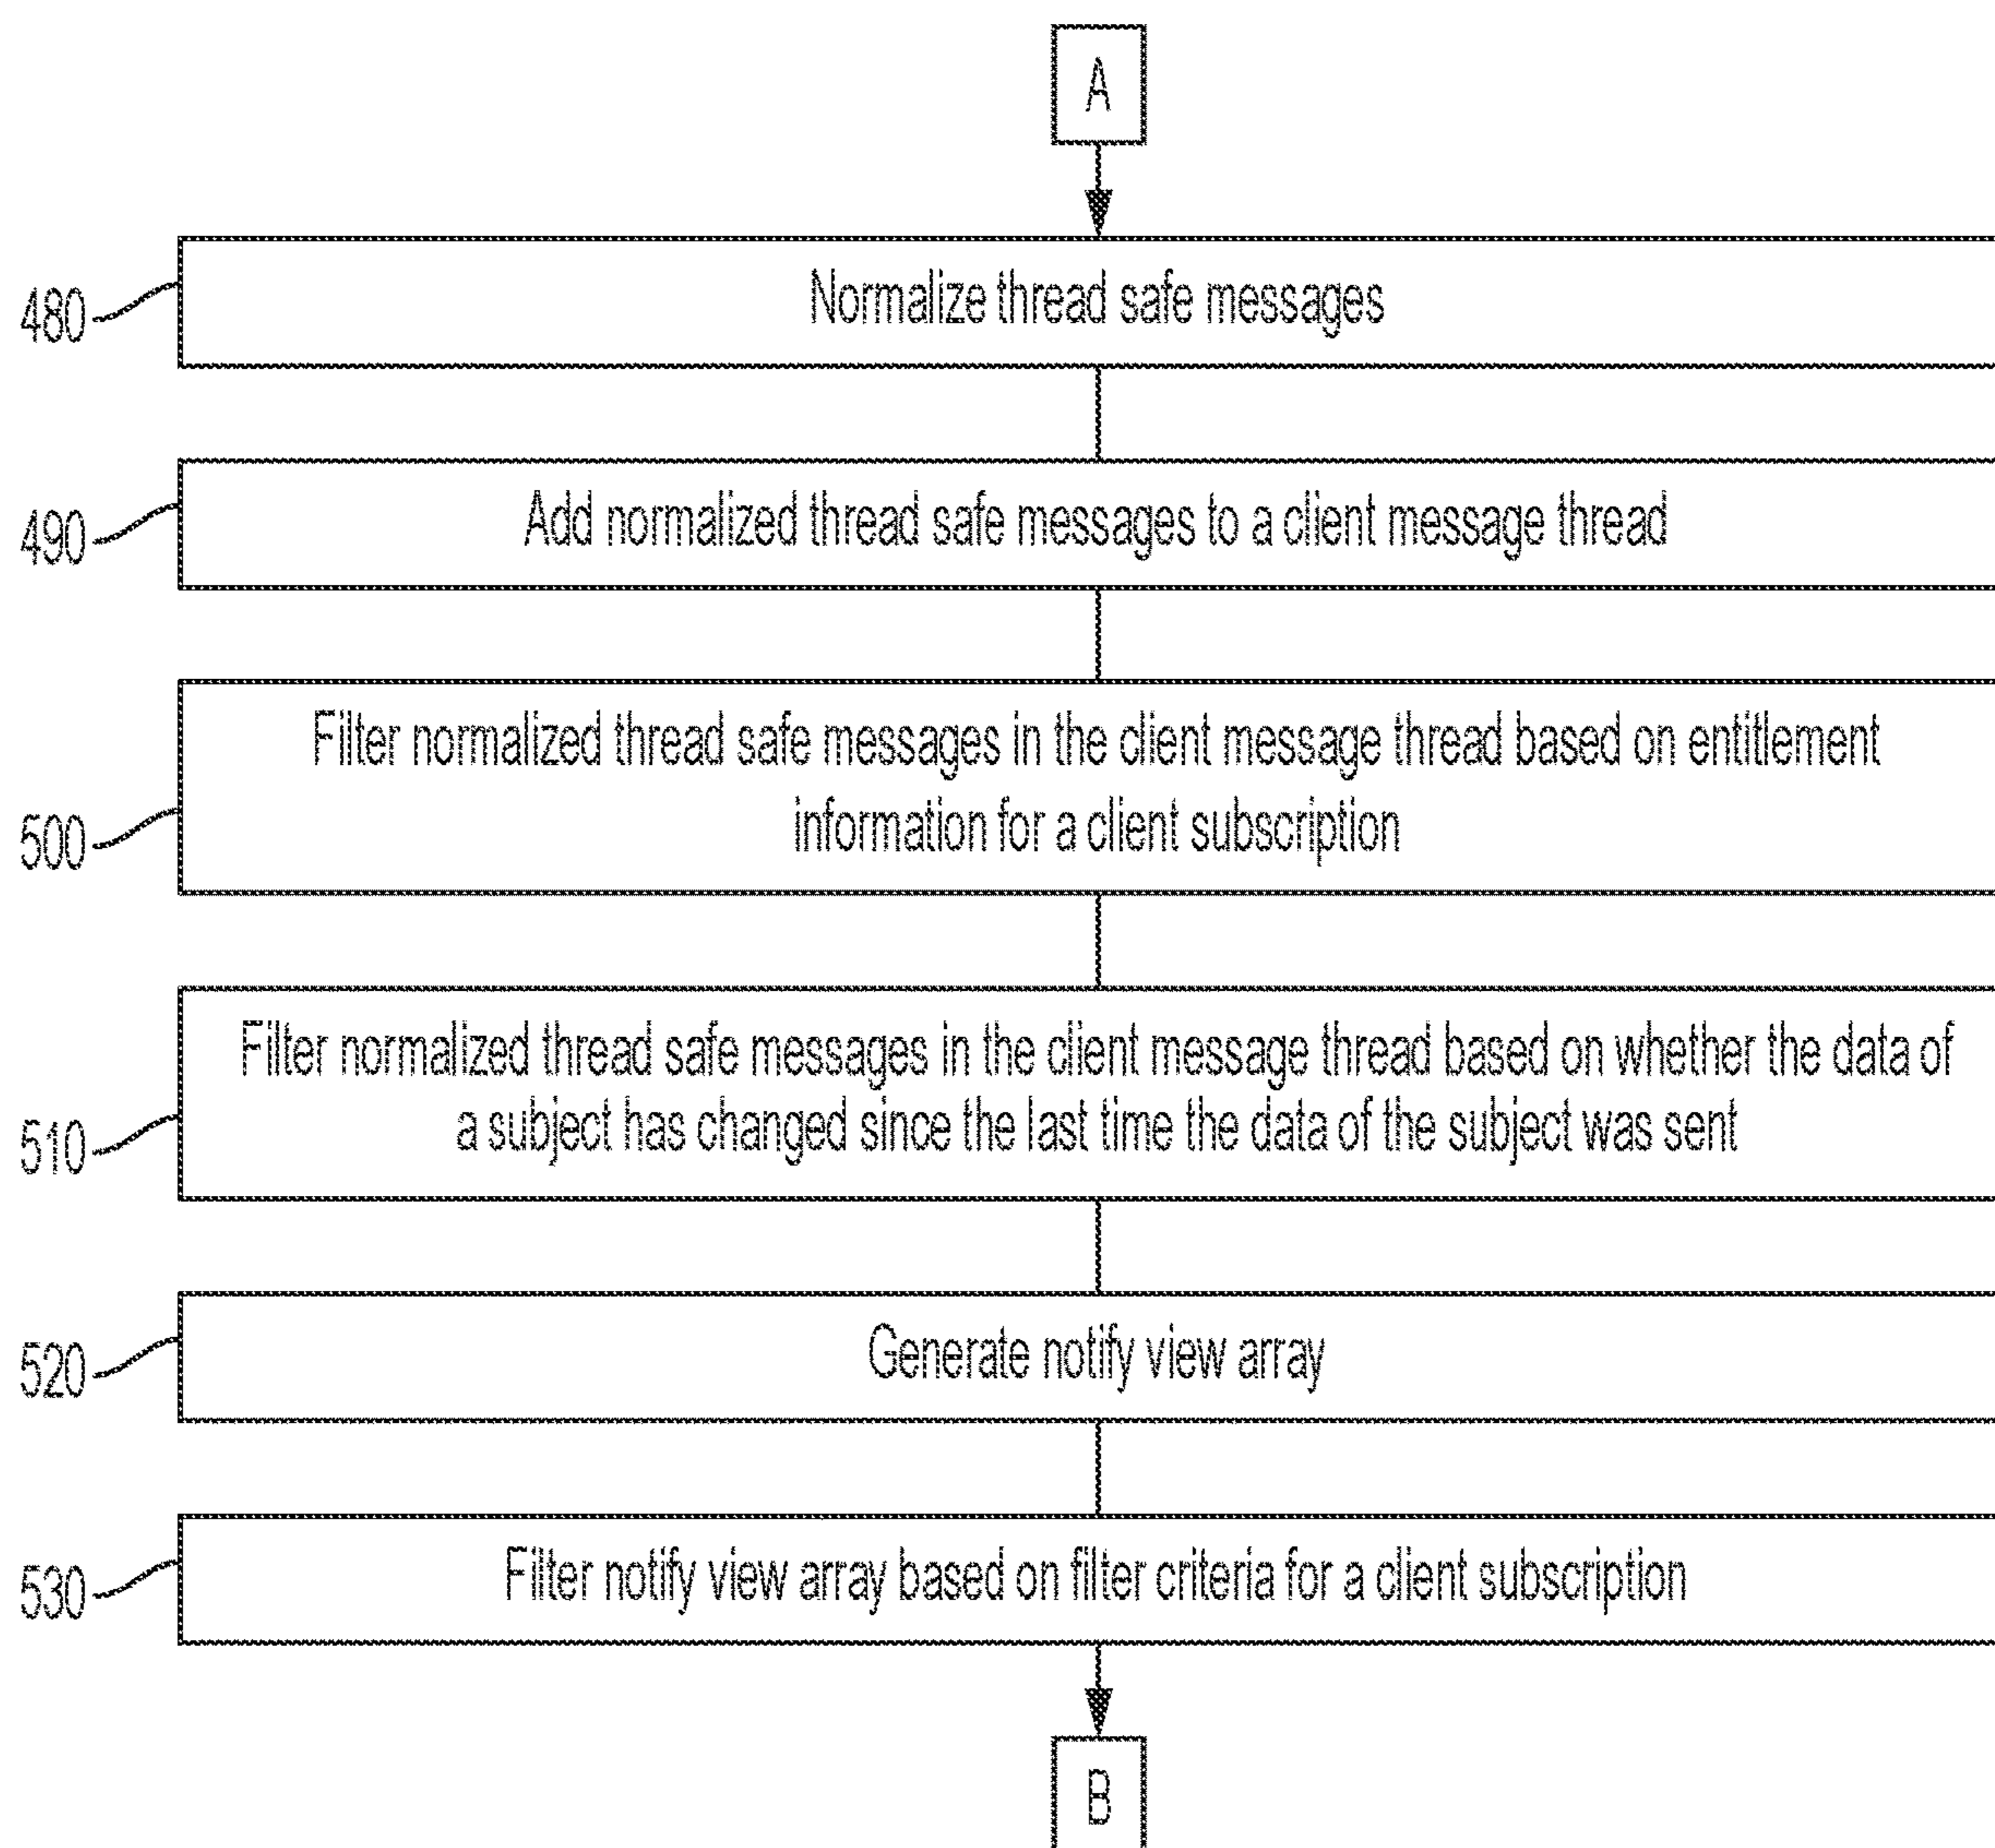 A
480
Normalize thread safe messages
490
Add normalized thread safe messages to a client message thread
500
Filter normalized thread safe messages in the client message thread based on entitlement
information for a client subscription
510
Filter normalized thread safe messages in the client message thread based on whether the data of
a subject has changed since the last time the data of the subject was sent
520
Generate notify view array
530
Filter notify view array based on filter criteria for a client subscription
B